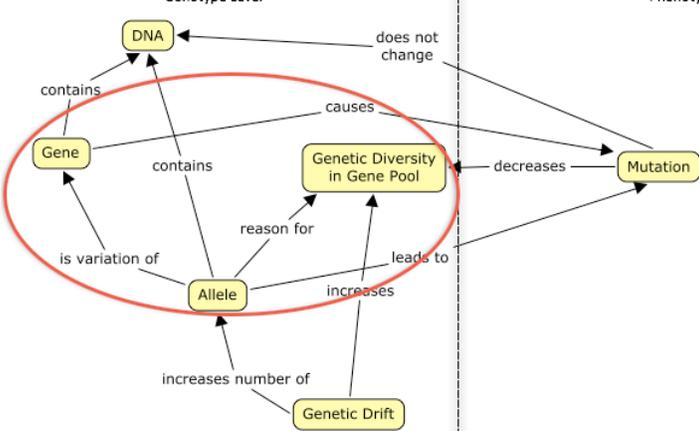 DNA
does not
change
contains
causes
Gene
Genetic Diversity
in Gene Pool
contains
decreases
Mutation
reason for
is variation of
leads to
Allele
increases
increases number of
Genetic Drift